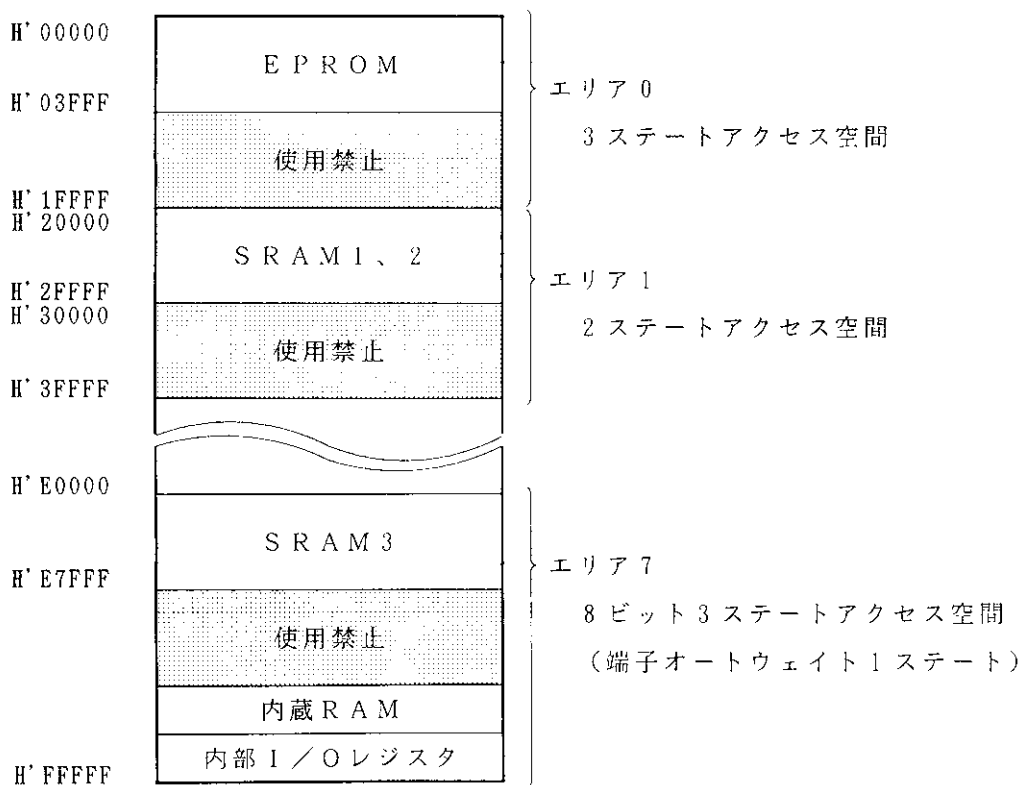 H'00000
EPROM
エリア0
H'03FFF
3ステートアクセス空間
使用禁止
H'1FFFF
H'20000
SRAM1、2
エリア1
H'2FFFF
H'30000
2ステートアクセス空間
使用禁止
H'3FFFF
H'E0000
SRAM3
エリア7
H'E7FFF
8ビット3ステートアクセス空間
使用禁止
(端子オートウェイト1ステート)
内蔵RAM
内部I/Oレジスタ
H'FFFFF